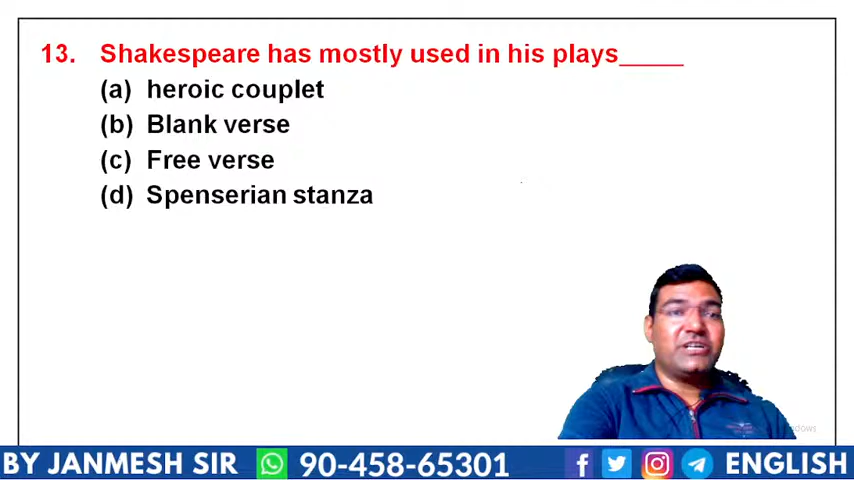 13. Shakespeare has mostly used in his plays_____
(a) heroic couplet
(b) Blank verse
(c) Free verse
(d) Spenserian stanza
BY JANMESH SIR 90-458-65301 ENGLISH